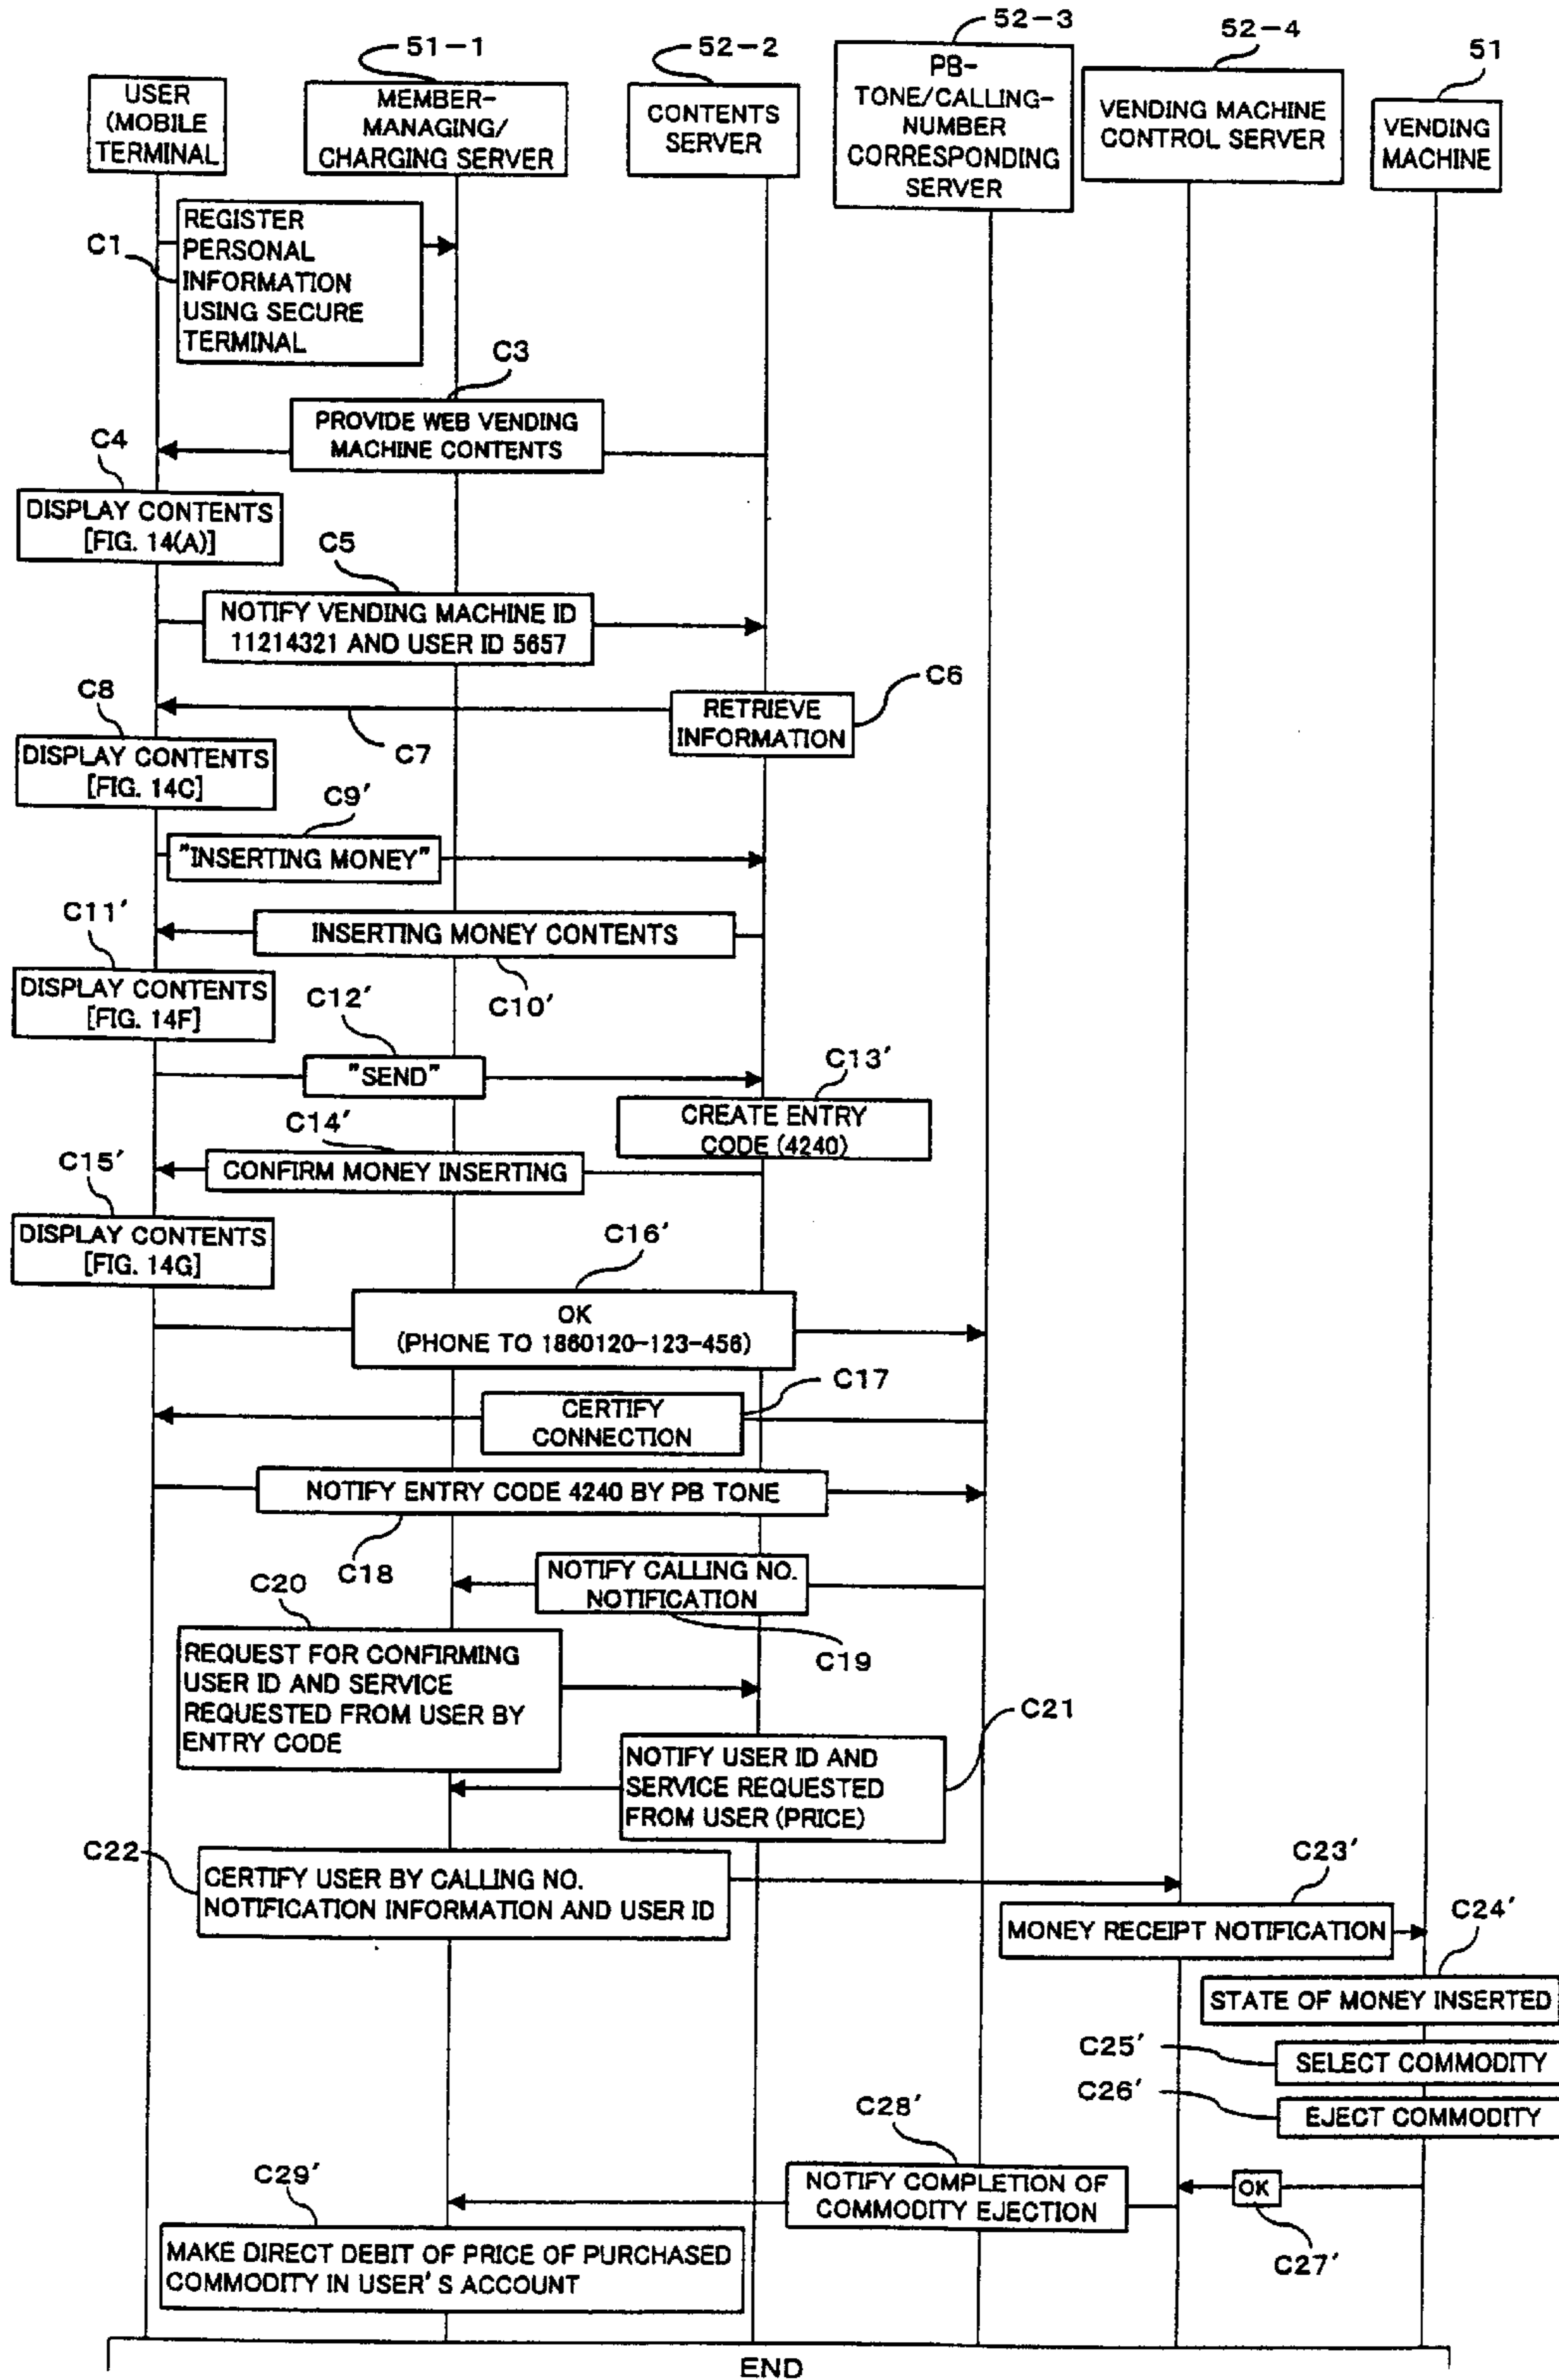 51-1
52-2
52-3
52-4
51
USER
(MOBILE
TERMINAL
MEMBER-
MANAGING/
CHARGING SERVER
CONTENTS
SERVER
PB-
TONE/CALLING-
NUMBER
CORRESPONDING
SERVER
VENDING MACHINE
CONTROL SERVER
VENDING
MACHINE
C1
REGISTER
PERSONAL
INFORMATION
USING SECURE
TERMINAL
C3
PROVIDE WEB VENDING
MACHINE CONTENTS
C4
DISPLAY CONTENTS
[FIG. 14(A)]
C5
NOTIFY VENDING MACHINE ID
11214321 AND USER ID 5657
C6
RETRIEVE
INFORMATION
C7
C8
DISPLAY CONTENTS
[FIG. 14C]
C9'
"INSERTING MONEY"
C11'
INSERTING MONEY CONTENTS
C10'
DISPLAY CONTENTS
[FIG. 14F]
C12'
"SEND"
C13'
CREATE ENTRY
CODE (4240)
C14'
CONFIRM MONEY INSERTING
C15'
DISPLAY CONTENTS
[FIG. 14G]
C16'
OK
(PHONE TO 1860120-123-456)
C17
CERTIFY
CONNECTION
NOTIFY ENTRY CODE 4240 BY PB TONE
C18
NOTIFY CALLING NO.
NOTIFICATION
C19
C20
REQUEST FOR CONFIRMING
USER ID AND SERVICE
REQUESTED FROM USER BY
ENTRY CODE
C21
NOTIFY USER ID AND
SERVICE REQUESTED
FROM USER (PRICE)
C22
CERTIFY USER BY CALLING NO.
NOTIFICATION INFORMATION AND USER ID
C23'
MONEY RECEIPT NOTIFICATION
C24'
STATE OF MONEY INSERTED
C25'
SELECT COMMODITY
C26'
EJECT COMMODITY
C28'
NOTIFY COMPLETION OF
COMMODITY EJECTION
OK
C27'
C29'
MAKE DIRECT DEBIT OF PRICE OF PURCHASED
COMMODITY IN USER'S ACCOUNT
END